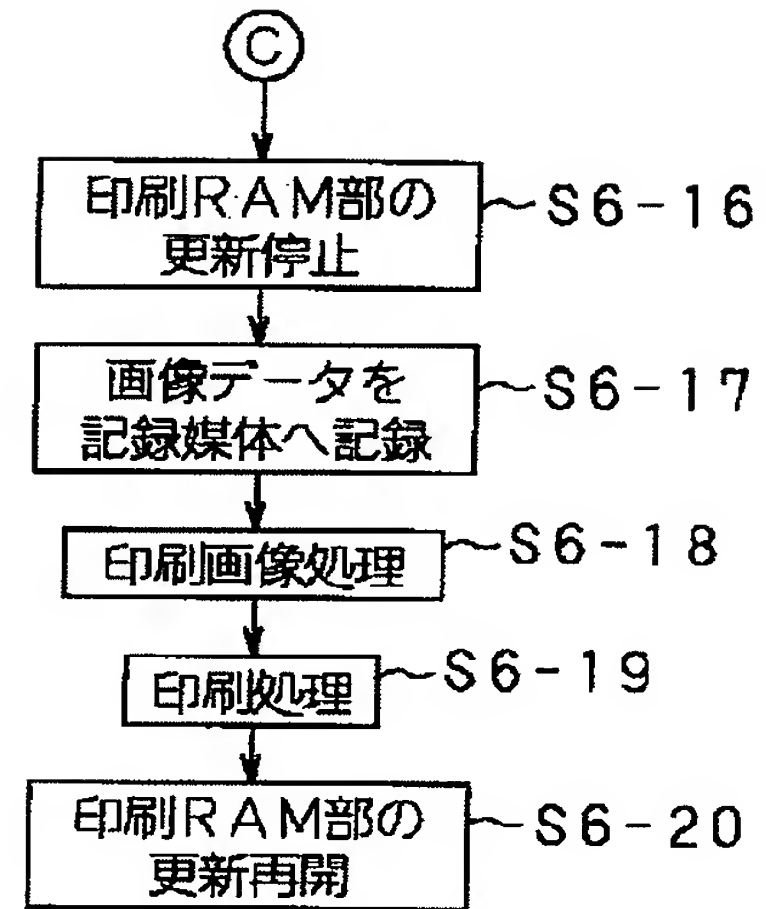 C
印刷RAM部の
更新停止
S6-16
画像データを
記録媒体へ記録
S6-17
印刷画像処理
S6-18
印刷処理
S6-19
印刷RAM部の
更新再開
S6-20